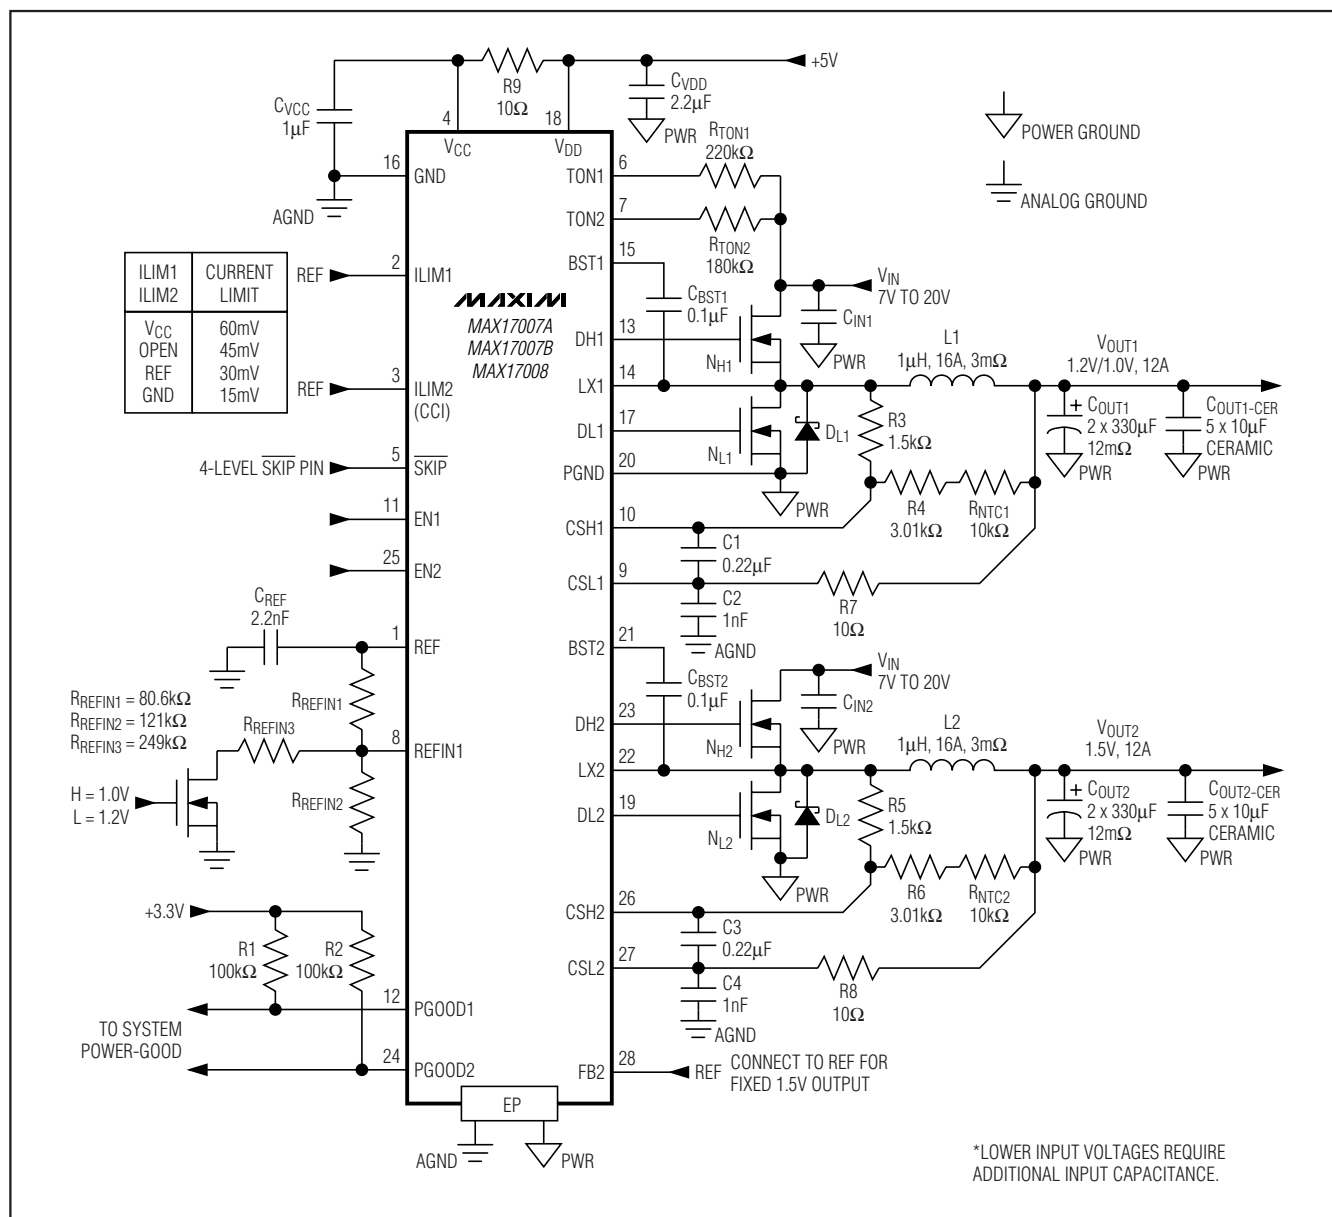 +5V
R9
10Ω
CVCC
1µF
CVDD
2.2µF
PWR
4
18
VCC
VDD
RTON1
220kΩ
POWER GROUND
ANALOG GROUND
16
GND
AGND
6
TON1
7
TON2
RTON2
180kΩ
15
BST1
ILIM1
ILIM2
CURRENT
LIMIT
VCC 60mV
OPEN 45mV
REF 30mV
GND 15mV
REF
2
ILIM1
MAXIM
MAX17007A
MAX17007B
MAX17008
CBST1
0.1µF
VIN
7V TO 20V
CIN1
PWR
13
DH1
NH1
14
LX1
L1
1µH, 16A, 3mΩ
VOUT1
1.2V/1.0V, 12A
REF
3
ILIM2
(CCI)
17
DL1
NL1
DL1
R3
1.5kΩ
+
COUT1
2 x 330µF
12mΩ
PWR
COUT1-CER
5 x 10µF
CERAMIC
PWR
4-LEVEL SKIP PIN
5
SKIP
20
PGND
PWR
R4
3.01kΩ
RNTC1
10kΩ
11
EN1
10
CSH1
C1
0.22µF
25
EN2
9
CSL1
R7
10Ω
C2
1nF
AGND
CREF
2.2nF
1
REF
21
BST2
RREFIN1 = 80.6kΩ
RREFIN2 = 121kΩ
RREFIN3 = 249kΩ
RREFIN1
RREFIN3
8
REFIN1
RREFIN2
H = 1.0V
L = 1.2V
CBST2
0.1µF
VIN
7V TO 20V
CIN2
PWR
23
DH2
NH2
22
LX2
L2
1µH, 16A, 3mΩ
VOUT2
1.5V, 12A
19
DL2
NL2
DL2
R5
1.5kΩ
+
COUT2
2 x 330µF
12mΩ
PWR
COUT2-CER
5 x 10µF
CERAMIC
PWR
PWR
R6
3.01kΩ
RNTC2
10kΩ
26
CSH2
C3
0.22µF
27
CSL2
R8
10Ω
C4
1nF
AGND
+3.3V
R1
100kΩ
R2
100kΩ
12
PGOOD1
TO SYSTEM
POWER-GOOD
24
PGOOD2
28
FB2
REF
CONNECT TO REF FOR
FIXED 1.5V OUTPUT
EP
AGND
PWR
*LOWER INPUT VOLTAGES REQUIRE
ADDITIONAL INPUT CAPACITANCE.